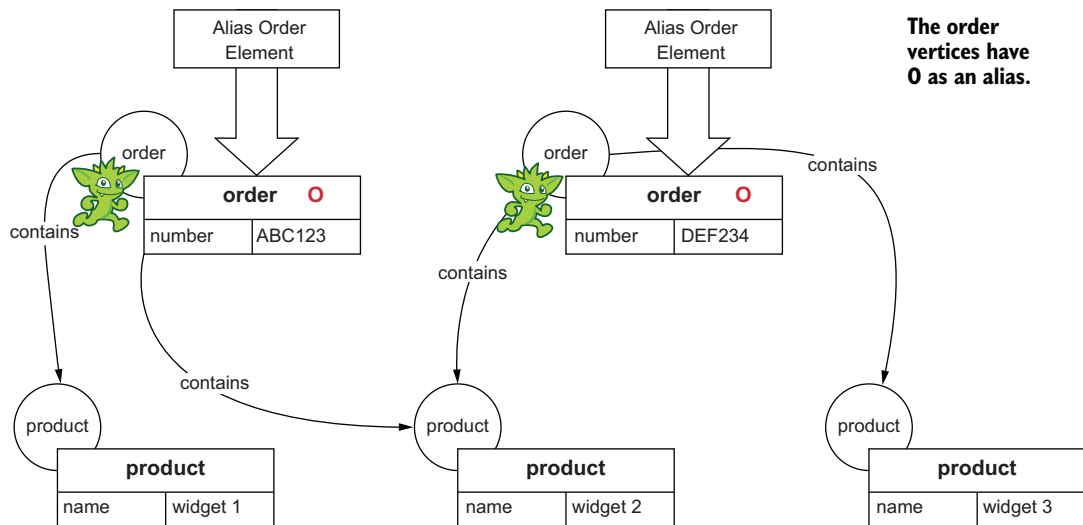 Alias Order
Element
Alias Order
Element
The order
vertices have
O as an alias.
order
order
contains
order O
order O
contains
number ABC123
number DEF234
contains
contains
product
product
product
product
product
product
name widget 1
name widget 2
name widget 3